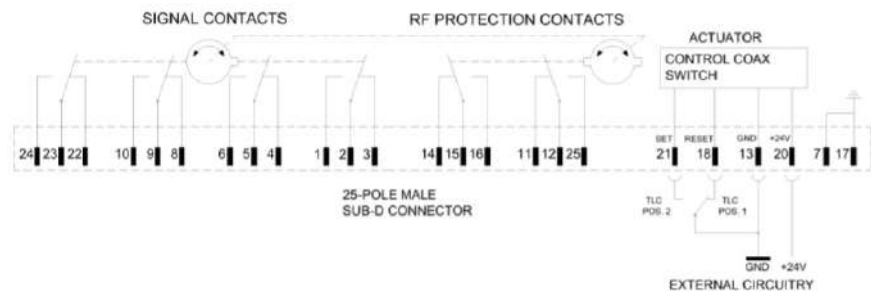 SIGNAL CONTACTS
RF PROTECTION CONTACTS
ACTUATOR
CONTROL COAX
SWITCH
SET RESET GND +24V
24 23 22 10 9 8 6 5 4 1 2 3 14 15 16 11 12 25 21 18 13 20 7 17
25-POLE MALE
SUB-D CONNECTOR
TLC
POS. 2
TLC
POS. 1
GND +24V
EXTERNAL CIRCUITRY